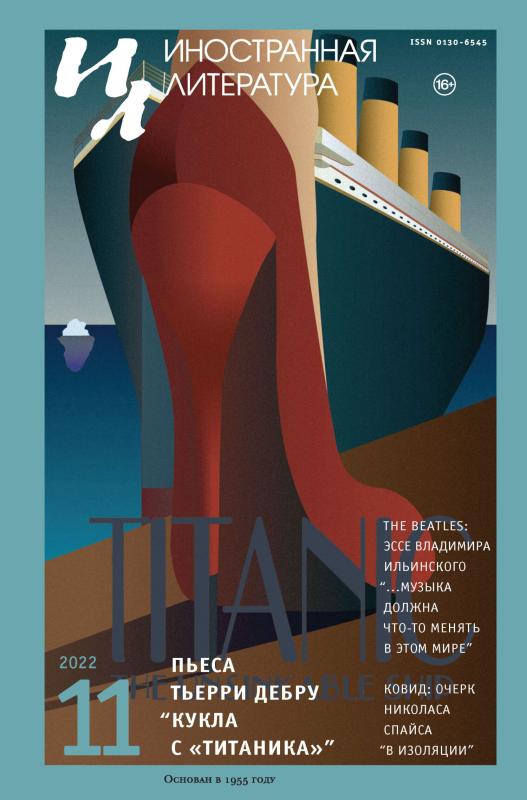 ил
ИНОСТРАННАЯ
ЛИТЕРАТУРА
ISSN 0130-6545
16+
TITANIC
THE UNSINKABLE SHIP
THE BEATLES:
ЭССЕ ВЛАДИМИРА
ИЛЬИНСКОГО
“...МУЗЫКА
ДОЛЖНА
ЧТО-ТО МЕНЯТЬ
В ЭТОМ МИРЕ”
КОВИД: ОЧЕРК
НИКОЛАСА
СПАЙСА
“В ИЗОЛЯЦИИ”
2022
11
ПЬЕСА
ТЬЕРРИ ДЕБРУ
“КУКЛА
С «ТИТАНИКА»”
Основан в 1955 году